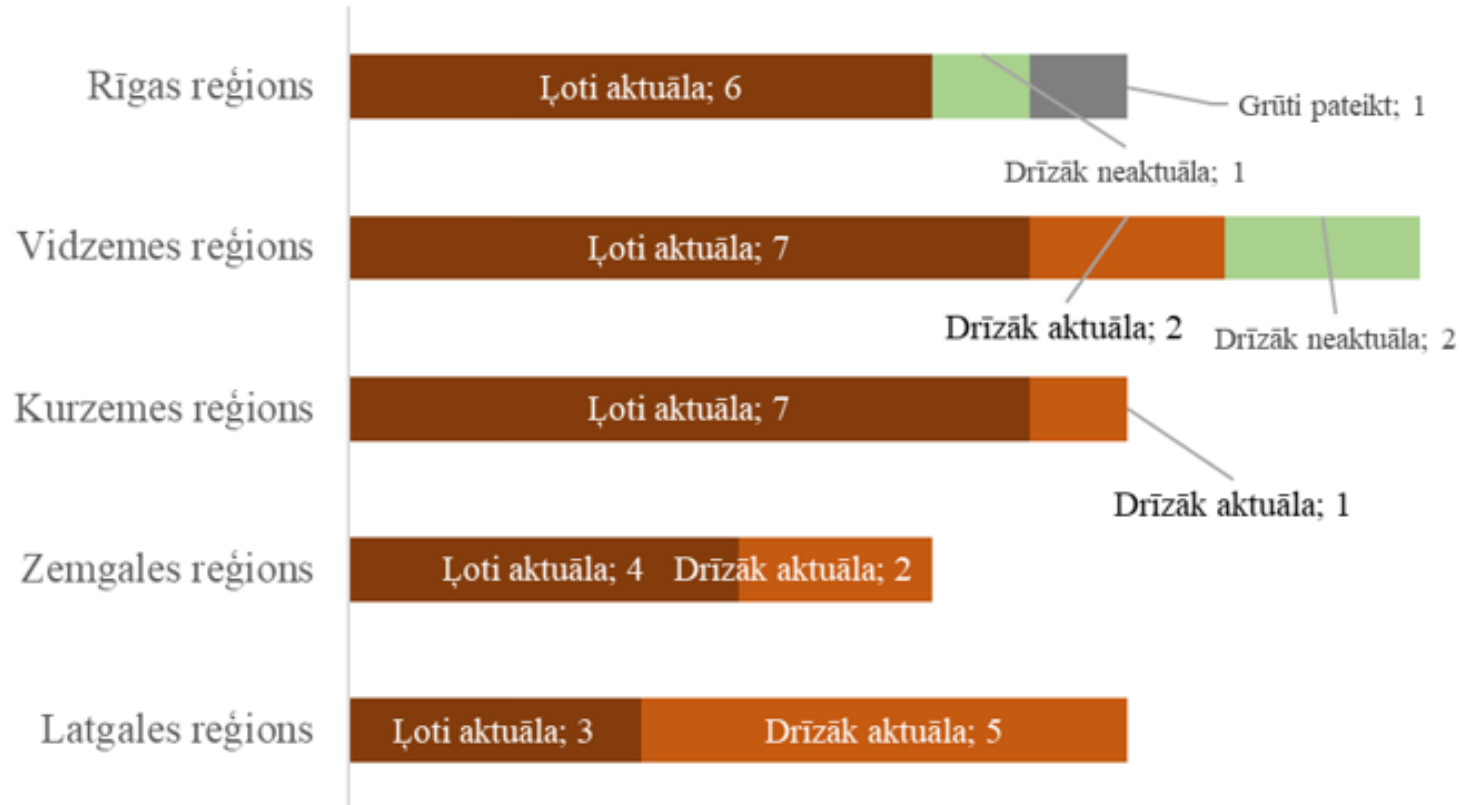 Rīgas reģions
Ļoti aktuāla; 6
Grūti pateikt; 1
Drīzāk neaktuāla; 1
Vidzemes reģions
Ļoti aktuāla; 7
Drīzāk aktuāla; 2
Drīzāk neaktuāla; 2
Kurzemes reģions
Ļoti aktuāla; 7
Drīzāk aktuāla; 1
Zemgales reģions
Ļoti aktuāla; 4
Drīzāk aktuāla; 2
Latgales reģions
Ļoti aktuāla; 3
Drīzāk aktuāla; 5